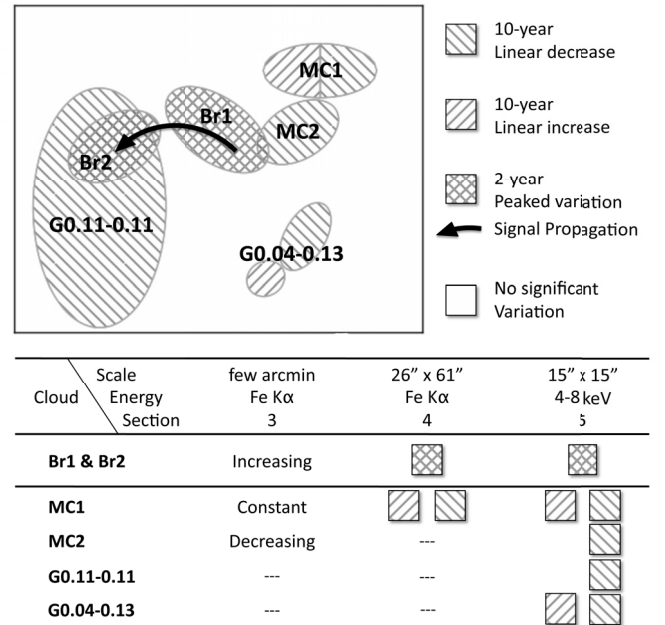 MC1
Br1
MC2
Br2
G0.11-0.11
G0.04-0.13
10-year
Linear decrease
10-year
Linear increase
2-year
Peaked variation
Signal Propagation
No significant
Variation
Scale few arcmin 26” x 61” 15” x 15”
Cloud Energy Fe Kα Fe Kα 4-8 keV
Section 3 4 5
Br1 & Br2 Increasing
MC1 Constant
MC2 Decreasing ---
G0.11-0.11 --- ---
G0.04-0.13 --- ---